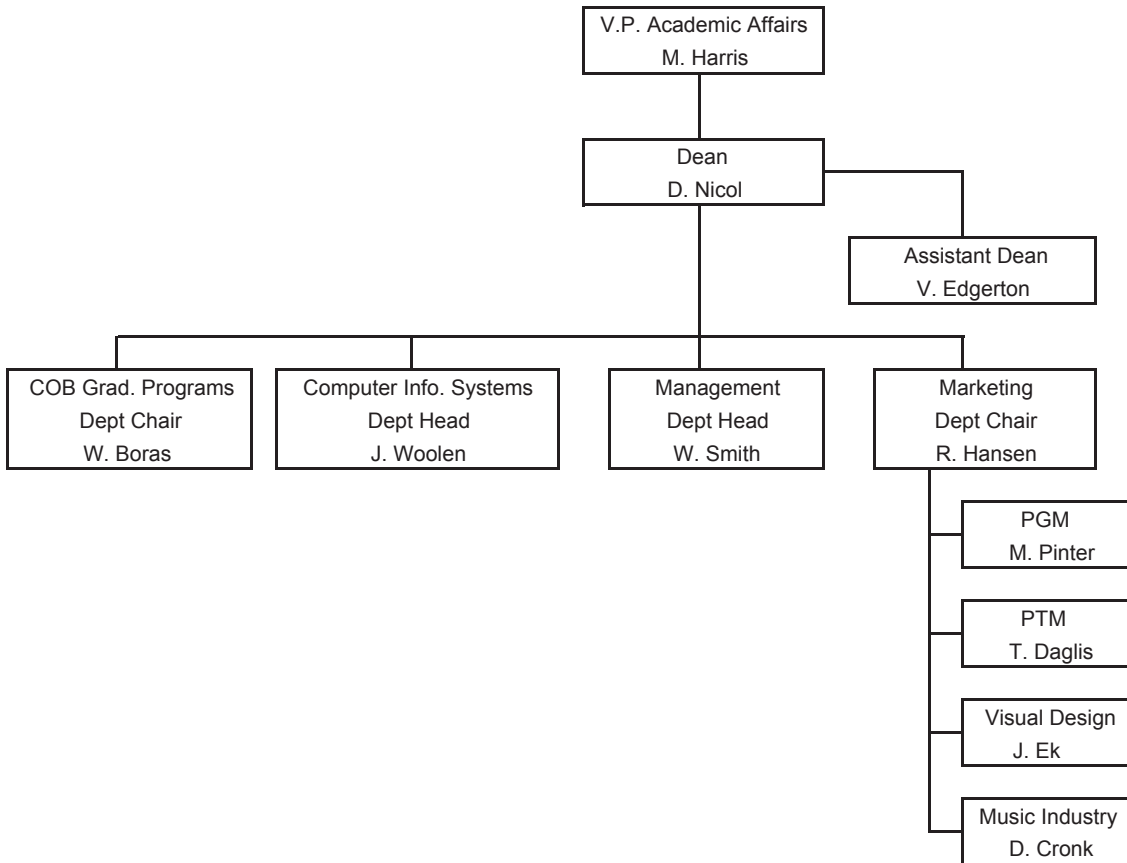 V.P. Academic Affairs
M. Harris
Dean
D. Nicol
Assistant Dean
V. Edgerton
COB Grad. Programs
Dept Chair
W. Boras
Computer Info. Systems
Dept Head
J. Woolen
Management
Dept Head
W. Smith
Marketing
Dept Chair
R. Hansen
PGM
M. Pinter
PTM
T. Daglis
Visual Design
J. Ek
Music Industry
D. Cronk